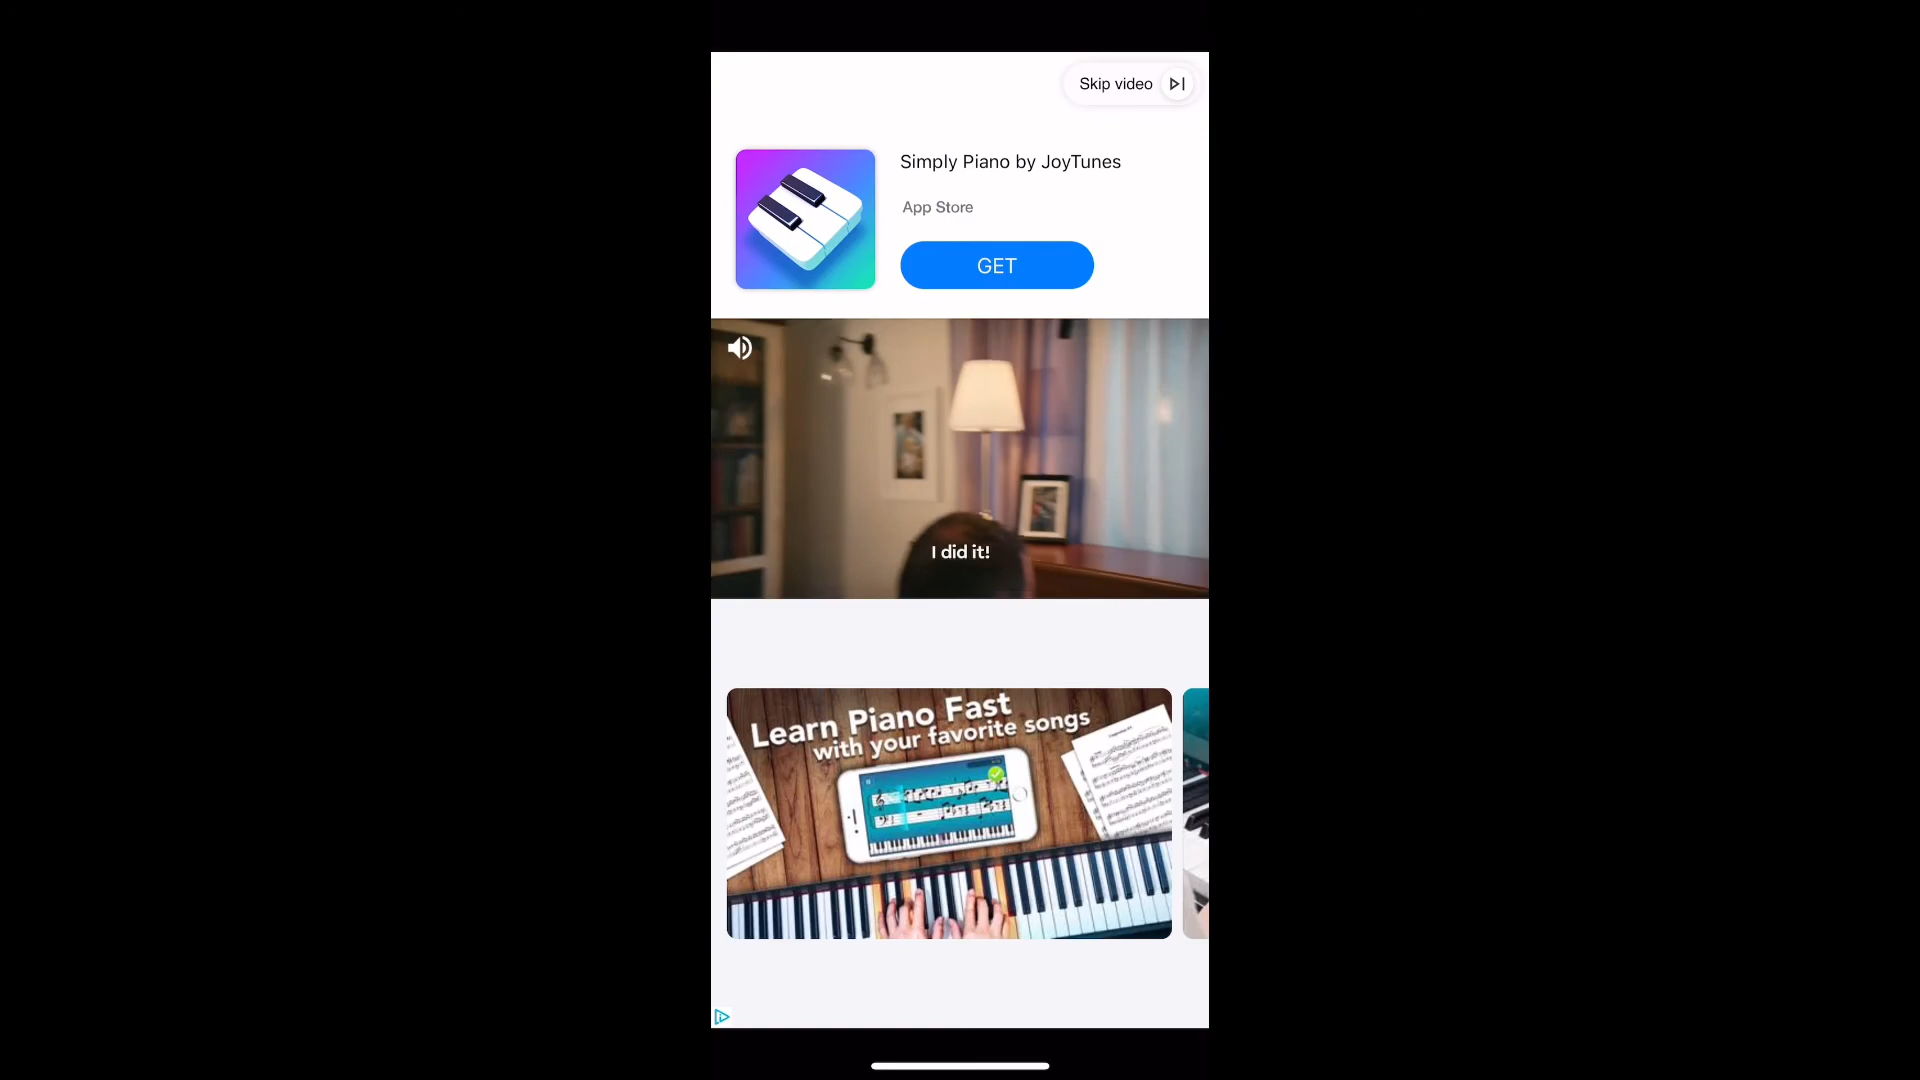 Skip video
Simply Piano by JoyTunes
App Store
GET
I did it!
Learn Piano Fast
with your favorite songs